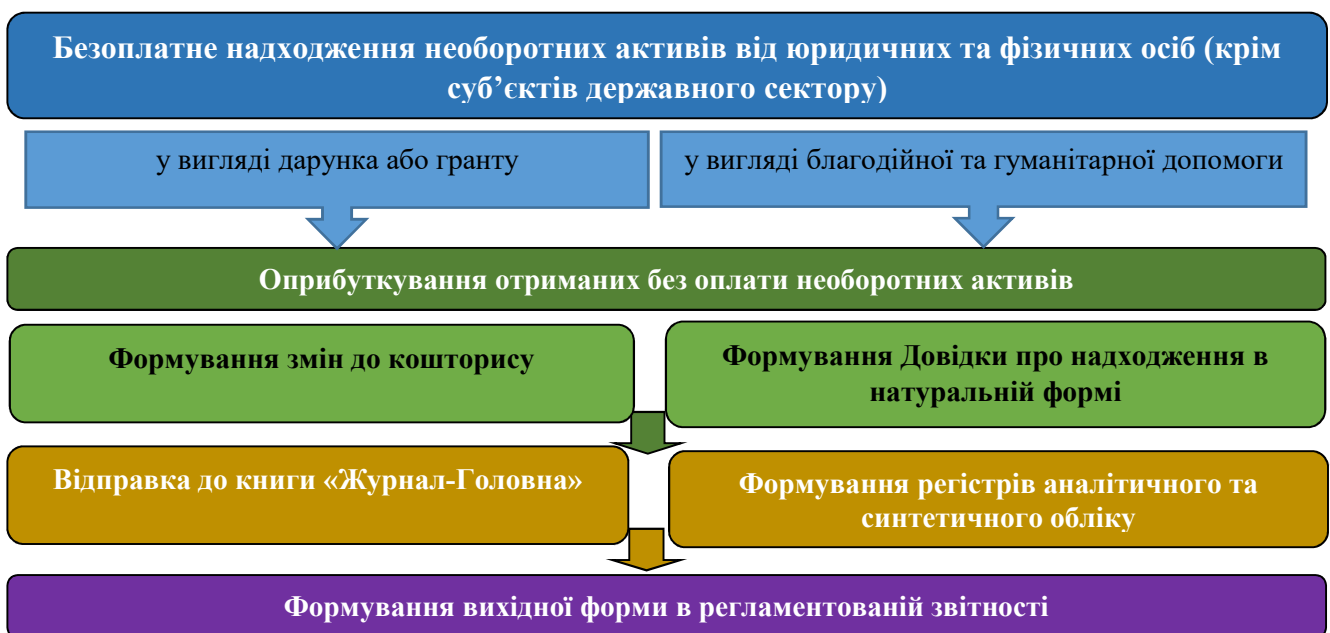 Безоплатне надходження необоротних активів від юридичних та фізичних осіб (крім
суб’єктів державного сектору)
у вигляді дарунка або гранту
у вигляді благодійної та гуманітарної допомоги
Оприбуткування отриманих без оплати необоротних активів
Формування змін до кошторису
Формування Довідки про надходження в
натуральній формі
Відправка до книги «Журнал-Головна»
Формування регістрів аналітичного та
синтетичного обліку
Формування вихідної форми в регламентованій звітності